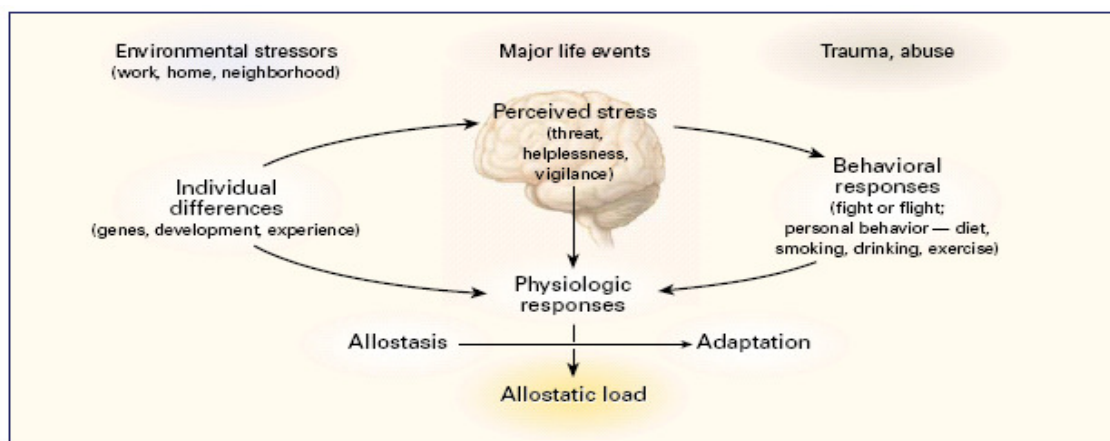 Environmental stressors
(work, home, neighborhood)
Major life events
Trauma, abuse
Perceived stress
(threat,
helplessness,
vigilance)
Individual
differences
(genes, development, experience)
Behavioral
responses
(fight or flight;
personal behavior — diet,
smoking, drinking, exercise)
Physiologic
responses
Allostasis
Adaptation
Allostatic load